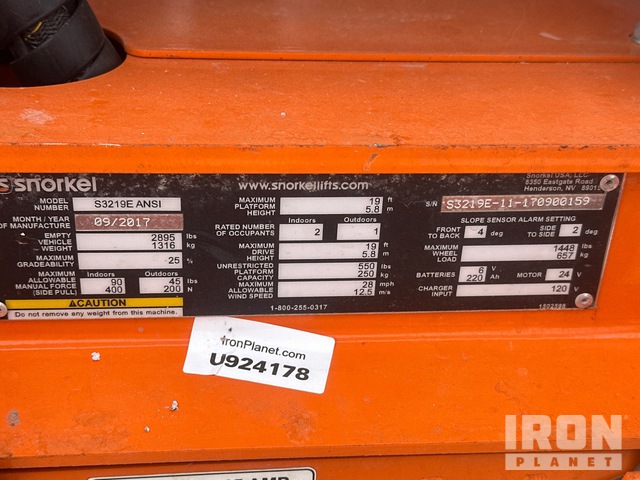 snorkel
www.snorkellifts.com
Snorkel USA, LLC
8350 Eastgate Road
Henderson, NV 89015
MODEL NUMBER S3219E ANSI
MONTH / YEAR OF MANUFACTURE 09/2017
EMPTY VEHICLE WEIGHT 2895 lbs
1316 kg
MAXIMUM GRADEABILITY 25 %
MAXIMUM ALLOWABLE MANUAL FORCE (SIDE PULL)
Indoors Outdoors
90 45 lbs
400 200 N
CAUTION
Do not remove any weight from this machine.
MAXIMUM PLATFORM HEIGHT 19 ft
5.8 m
Indoors Outdoors
RATED NUMBER OF OCCUPANTS 2 1
MAXIMUM DRIVE HEIGHT 19 ft
5.8 m
UNRESTRICTED PLATFORM CAPACITY 550 lbs
250 kg
MAXIMUM ALLOWABLE WIND SPEED 28 mph
12.5 m/s
1-800-255-0317
S/N S3219E-11-170900159
SLOPE SENSOR ALARM SETTING
FRONT TO BACK 4 deg SIDE TO SIDE 2 deg
MAXIMUM WHEEL LOAD 1448 lbs
657 kg
BATTERIES 6 V
220 Ah
MOTOR 24 V
CHARGER INPUT 120 V
IronPlanet.com
U924178
IRON
PLANET